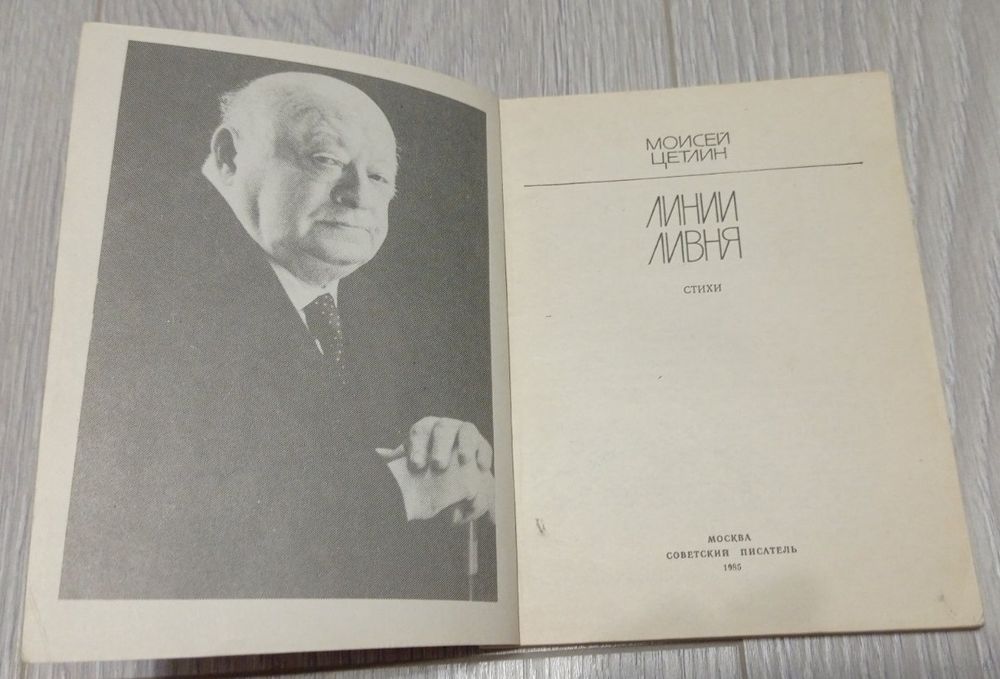 МОИСЕЙ
ЦЕТЛИН
ЛИНИИ
ЛИВНЯ
СТИХИ
МОСКВА
СОВЕТСКИЙ ПИСАТЕЛЬ
1985